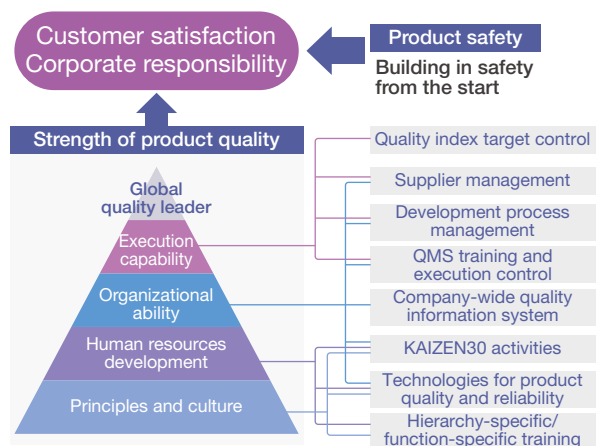 Customer satisfaction
Corporate responsibility
Product safety
Building in safety
from the start
Strength of product quality
Global
quality leader
Execution
capability
Organizational
ability
Human resources
development
Principles and culture
Quality index target control
Supplier management
Development process
management
QMS training and
execution control
Company-wide quality
information system
KAIZEN30 activities
Technologies for product
quality and reliability
Hierarchy-specific/
function-specific training